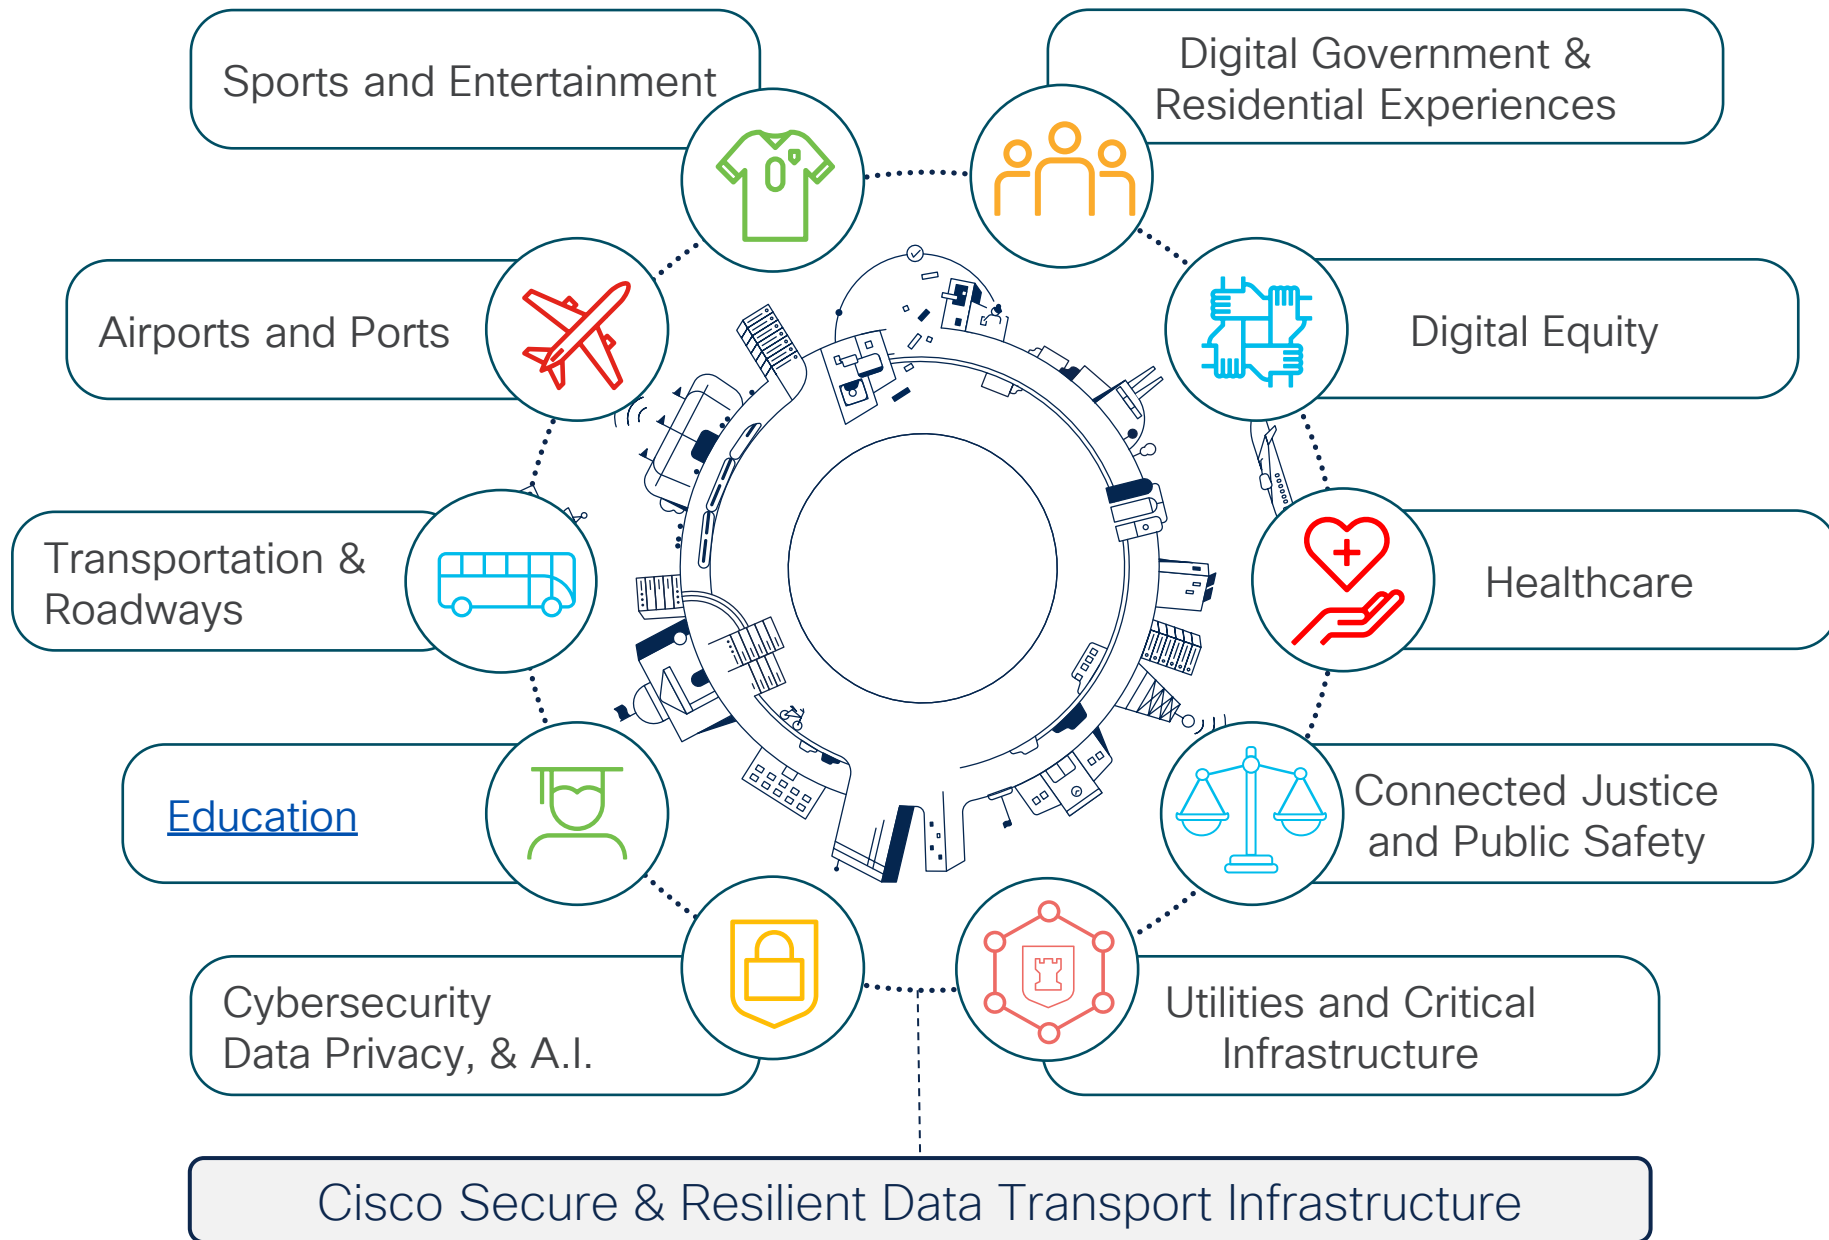 Sports and Entertainment
Digital Government &
Residential Experiences
Airports and Ports
Digital Equity
Transportation &
Roadways
Healthcare
Education
Connected Justice
and Public Safety
Cybersecurity
Data Privacy, & A.I.
Utilities and Critical
Infrastructure
Cisco Secure & Resilient Data Transport Infrastructure